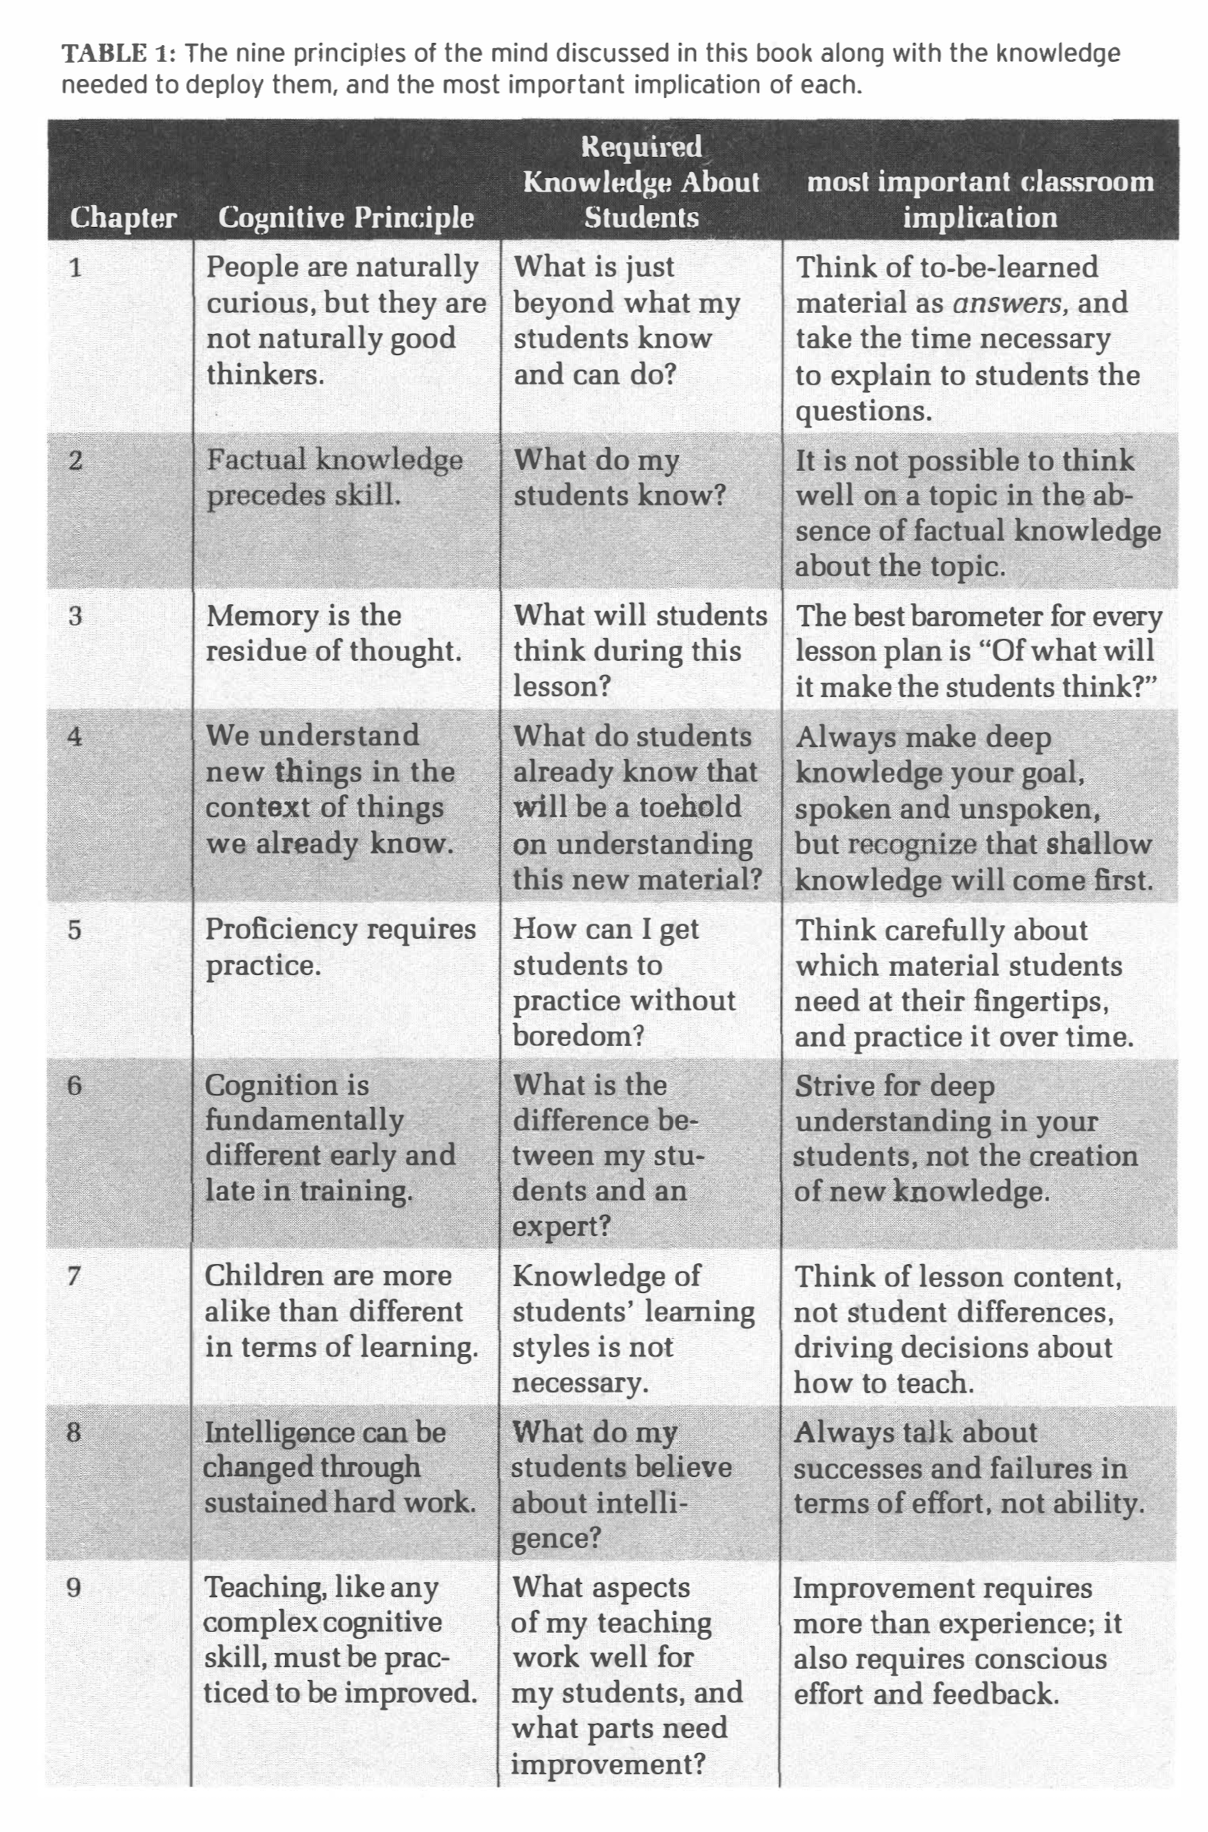 TABLE 1: The nine principles of the mind discussed in this book along with the knowledge
needed to deploy them, and the most important implication of each.
Chapter
Cognitive Principle
Required
Knowledge About
Students
most important classroom
implication
1
People are naturally
curious, but they are
not naturally good
thinkers.
What is just
beyond what my
students know
and can do?
Think of to-be-learned
material as answers, and
take the time necessary
to explain to students the
questions.
2
Factual knowledge
precedes skill.
What do my
students know?
It is not possible to think
well on a topic in the ab-
sence of factual knowledge
about the topic.
3
Memory is the
residue of thought.
What will students
think during this
lesson?
The best barometer for every
lesson plan is “Of what will
it make the students think?”
4
We understand
new things in the
context of things
we already know.
What do students
already know that
will be a toehold
on understanding
this new material?
Always make deep
knowledge your goal,
spoken and unspoken,
but recognize that shallow
knowledge will come first.
5
Proficiency requires
practice.
How can I get
students to
practice without
boredom?
Think carefully about
which material students
need at their fingertips,
and practice it over time.
6
Cognition is
fundamentally
different early and
late in training.
What is the
difference be-
tween my stu-
dents and an
expert?
Strive for deep
understanding in your
students, not the creation
of new knowledge.
7
Children are more
alike than different
in terms of learning.
Knowledge of
students’ learning
styles is not
necessary.
Think of lesson content,
not student differences,
driving decisions about
how to teach.
8
Intelligence can be
changed through
sustained hard work.
What do my
students believe
about intelli-
gence?
Always talk about
successes and failures in
terms of effort, not ability.
9
Teaching, like any
complex cognitive
skill, must be prac-
ticed to be improved.
What aspects
of my teaching
work well for
my students, and
what parts need
improvement?
Improvement requires
more than experience; it
also requires conscious
effort and feedback.